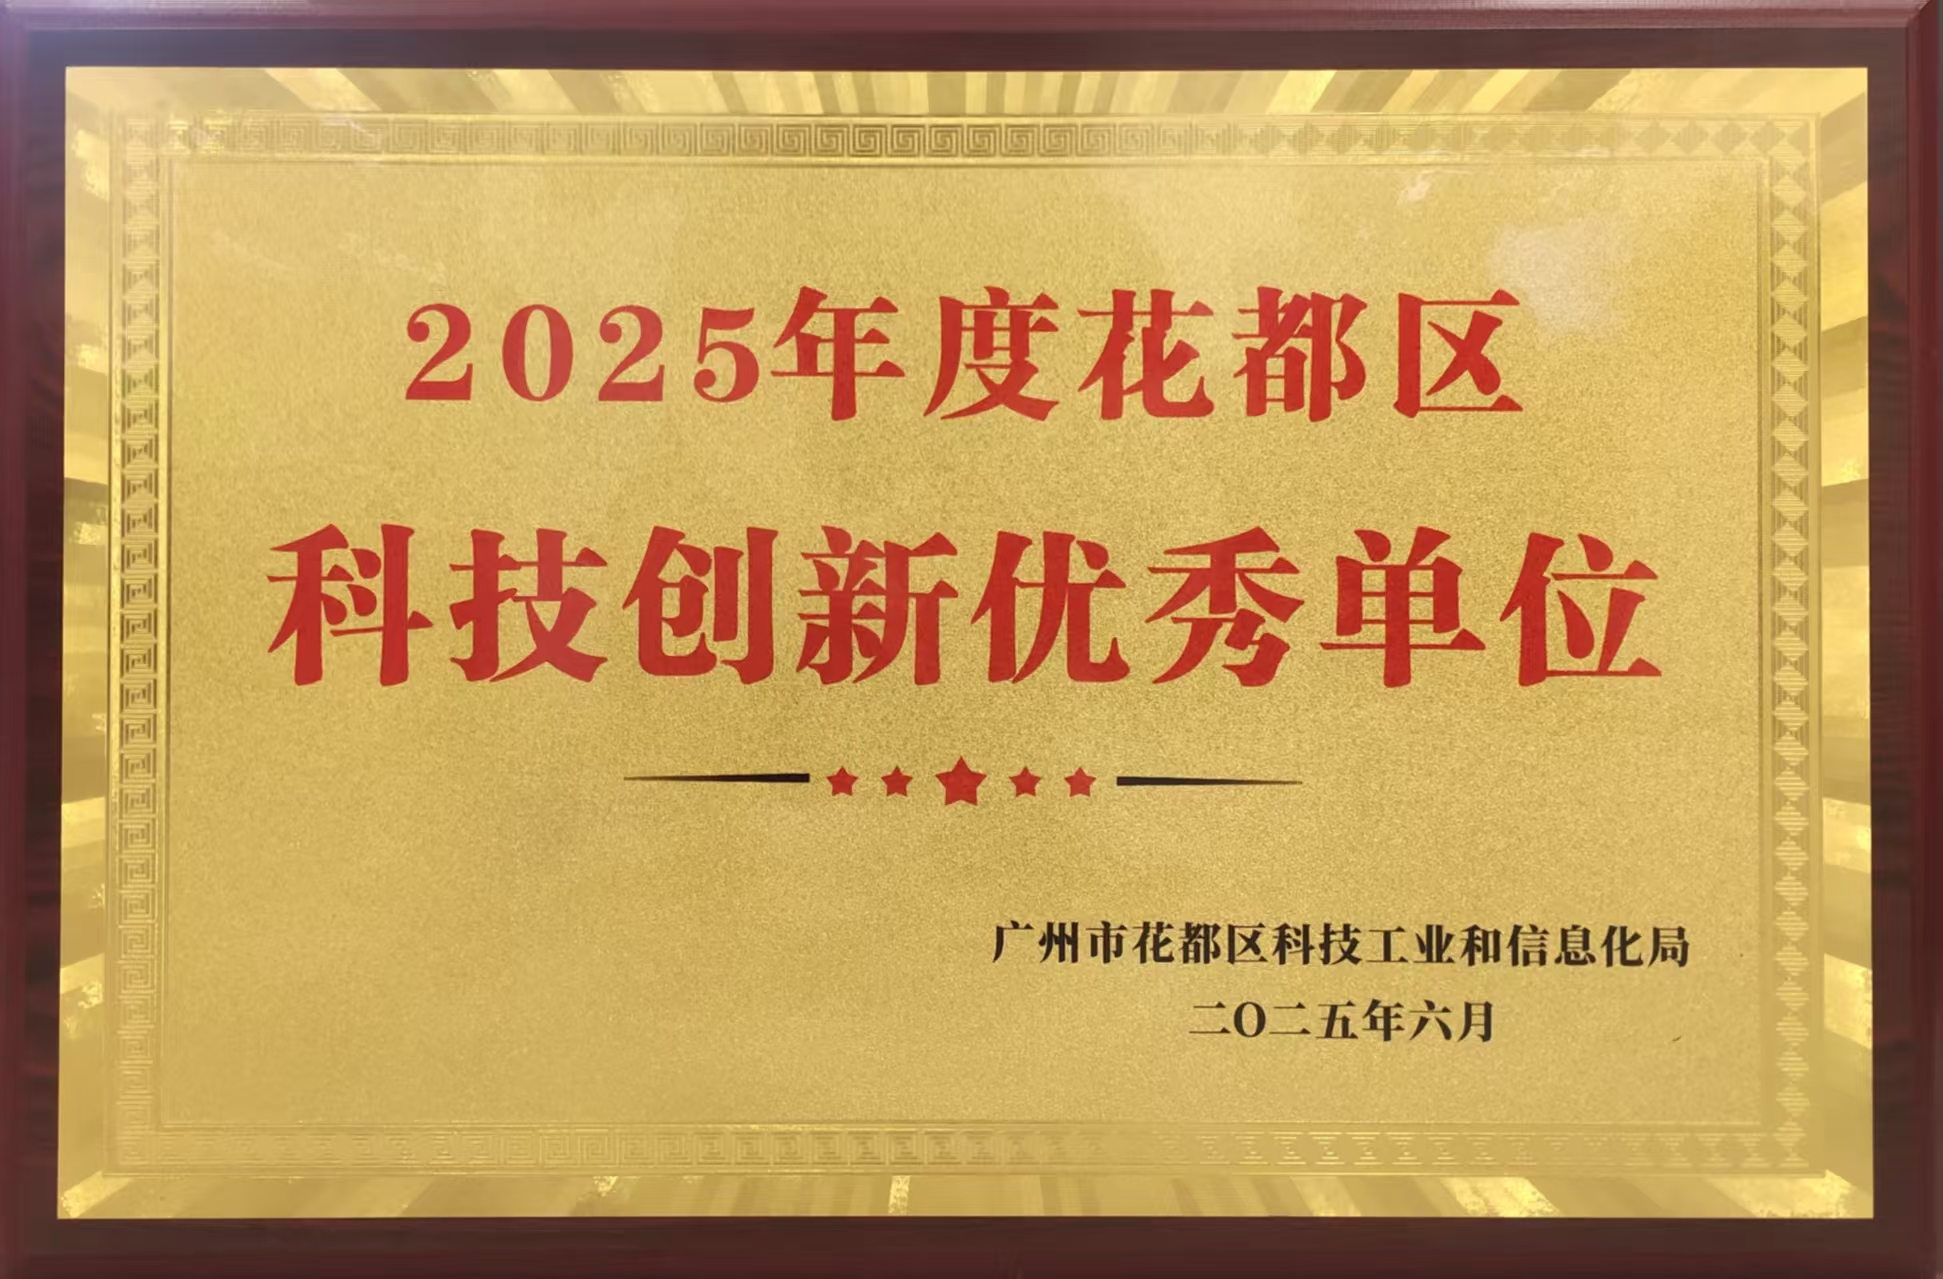 2025年度花都区
科技创新优秀单位
广州市花都区科技工业和信息化局
二〇二五年六月